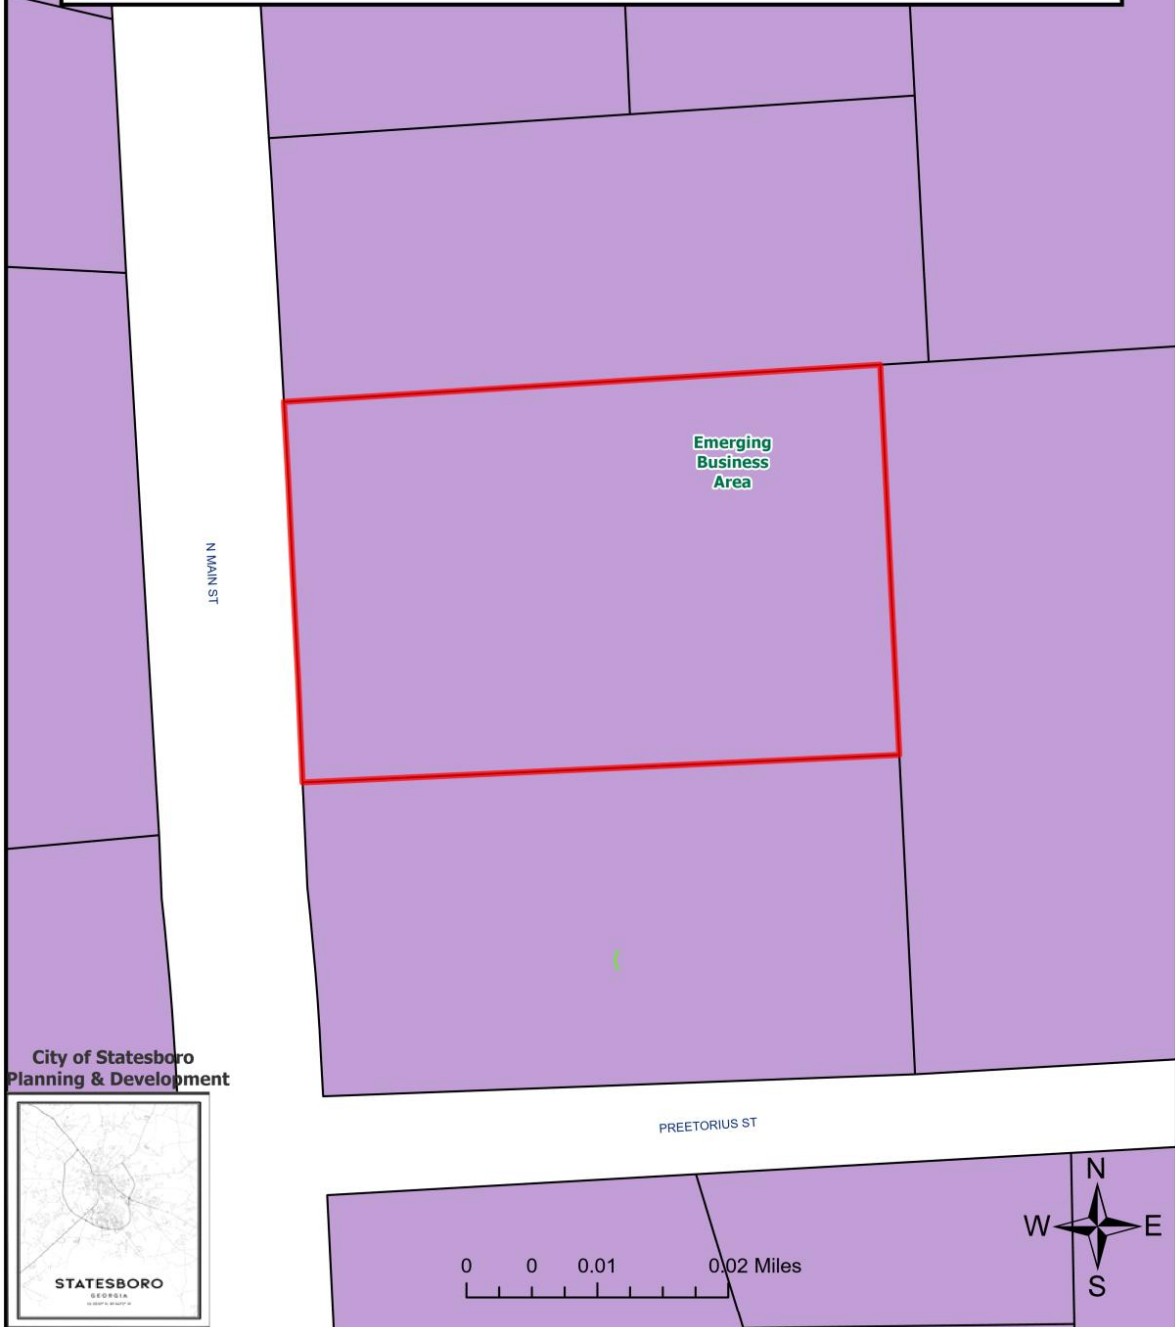 Emerging
Business
Area
N MAIN ST
City of Statesboro
Planning & Development
PREETORIUS ST
N
W E
S
0 0 0.01 0.02 Miles
STATESBORO
GEORGIA